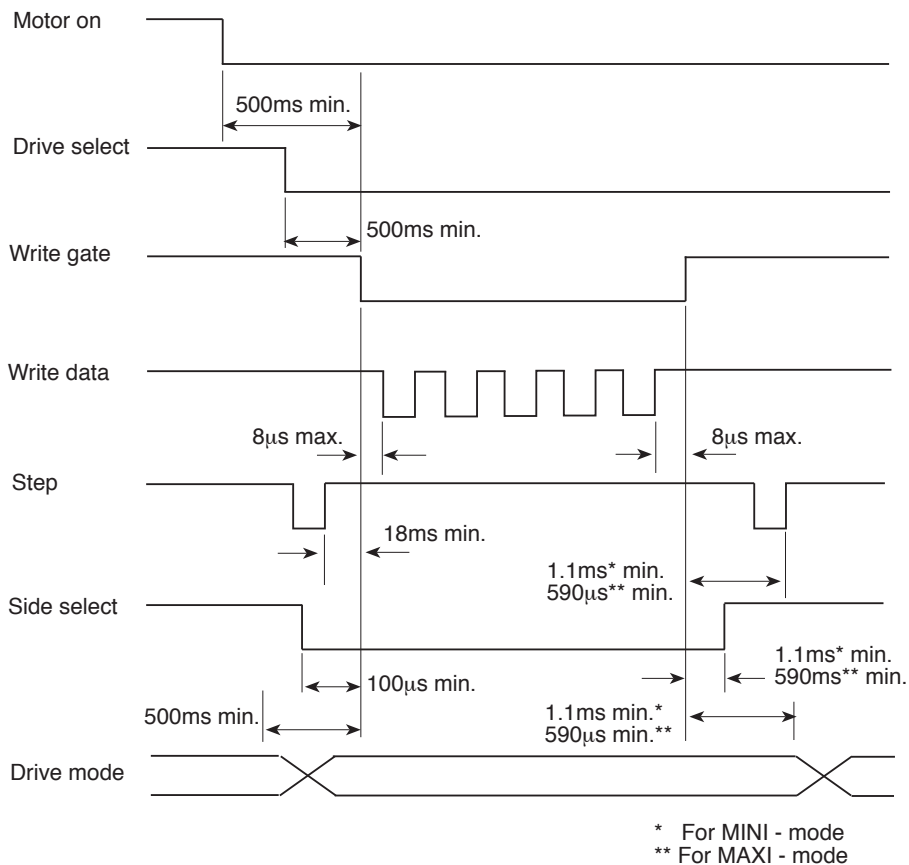 Motor on
500ms min.
Drive select
500ms min.
Write gate
Write data
8μs max.
8μs max.
Step
18ms min.
1.1ms* min.
590μs** min.
Side select
100μs min.
1.1ms* min.
590ms** min.
500ms min.
1.1ms min.*
590μs min.**
Drive mode
* For MINI - mode
** For MAXI - mode